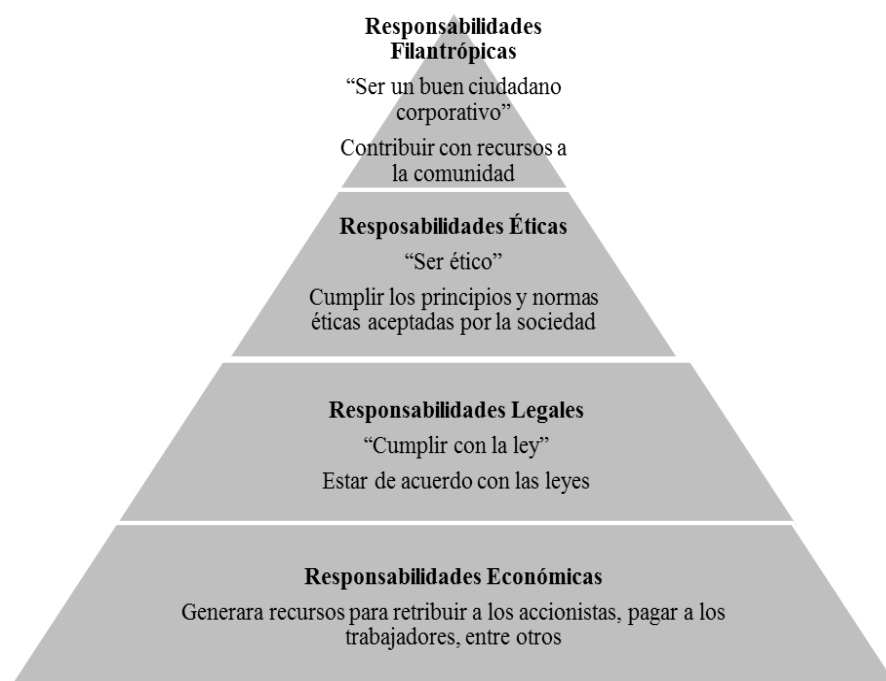 Responsabilidades
Filantrópicas
“Ser un buen ciudadano
corporativo”
Contribuir con recursos a
la comunidad
Resposabilidades Éticas
“Ser ético”
Cumplir los principios y normas
éticas aceptadas por la sociedad
Responsabilidades Legales
“Cumplir con la ley”
Estar de acuerdo con las leyes
Responsabilidades Económicas
Generara recursos para retribuir a los accionistas, pagar a los
trabajadores, entre otros